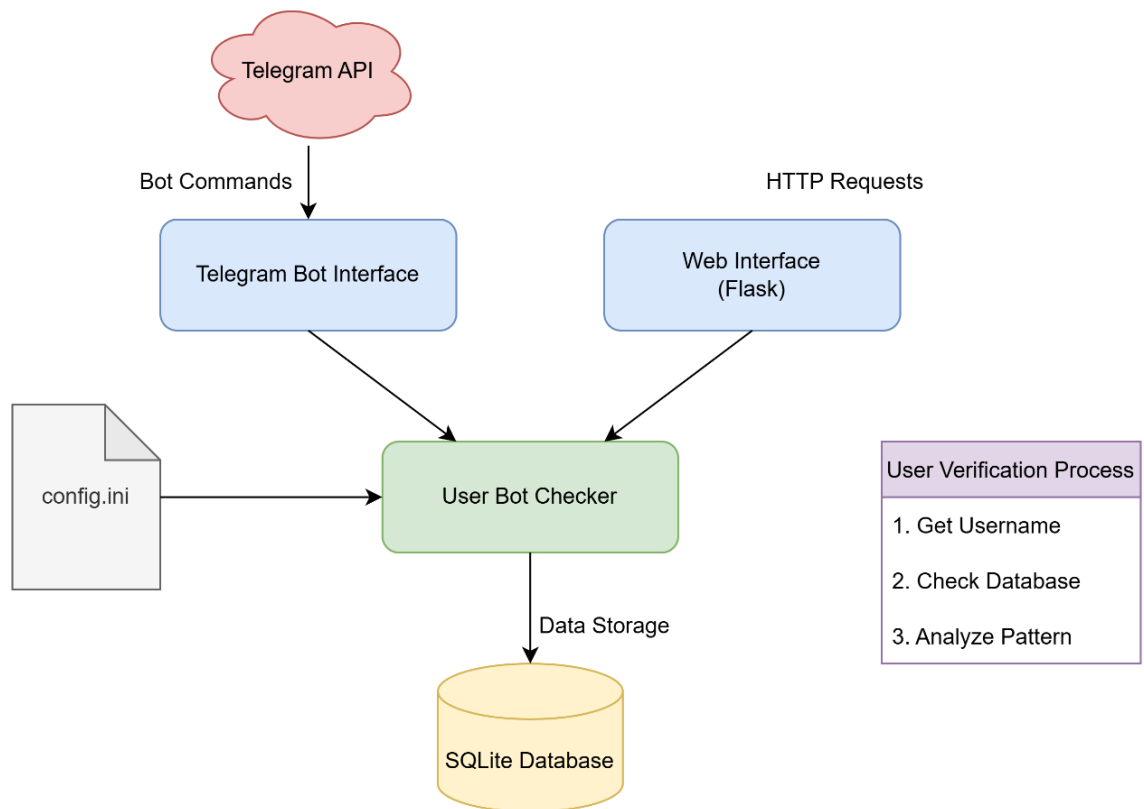 Telegram API
Bot Commands
HTTP Requests
Telegram Bot Interface
Web Interface
(Flask)
config.ini
User Bot Checker
User Verification Process
1. Get Username
2. Check Database
3. Analyze Pattern
Data Storage
SQLite Database